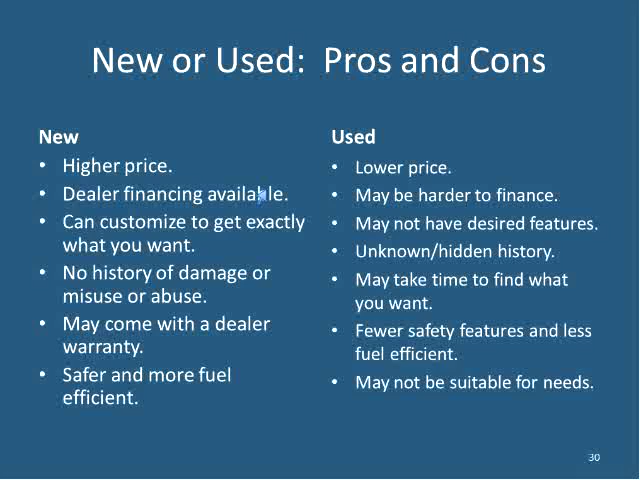 New or Used:  Pros and Cons
New
• Higher price.
• Dealer financing available.
• Can customize to get exactly
what you want.
• No history of damage or
misuse or abuse.
• May come with a dealer
warranty.
• Safer and more fuel
efficient.
Used
• Lower price.
• May be harder to finance.
• May not have desired features.
• Unknown/hidden history.
• May take time to find what
you want.
• Fewer safety features and less
fuel efficient.
• May not be suitable for needs.
30